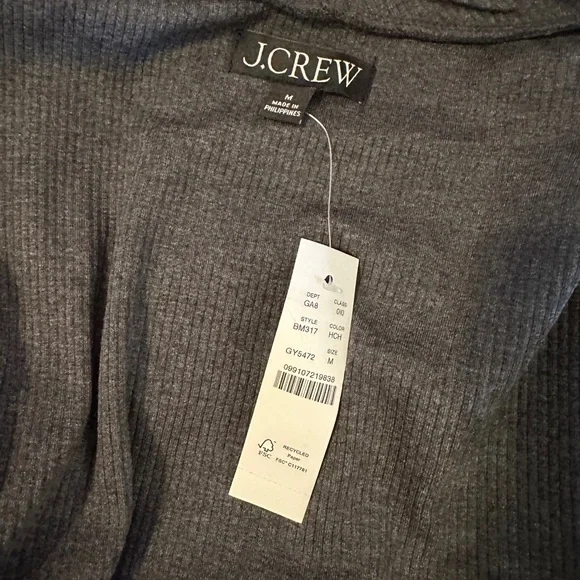 J.CREW
M
MADE IN
PHILIPPINES
DEPT CLASS
GA8 010
STYLE COLOR
BM317 HCH
SIZE
GY5472 M
099107219838
FSC
RECYCLED
Paper
FSC® C117761